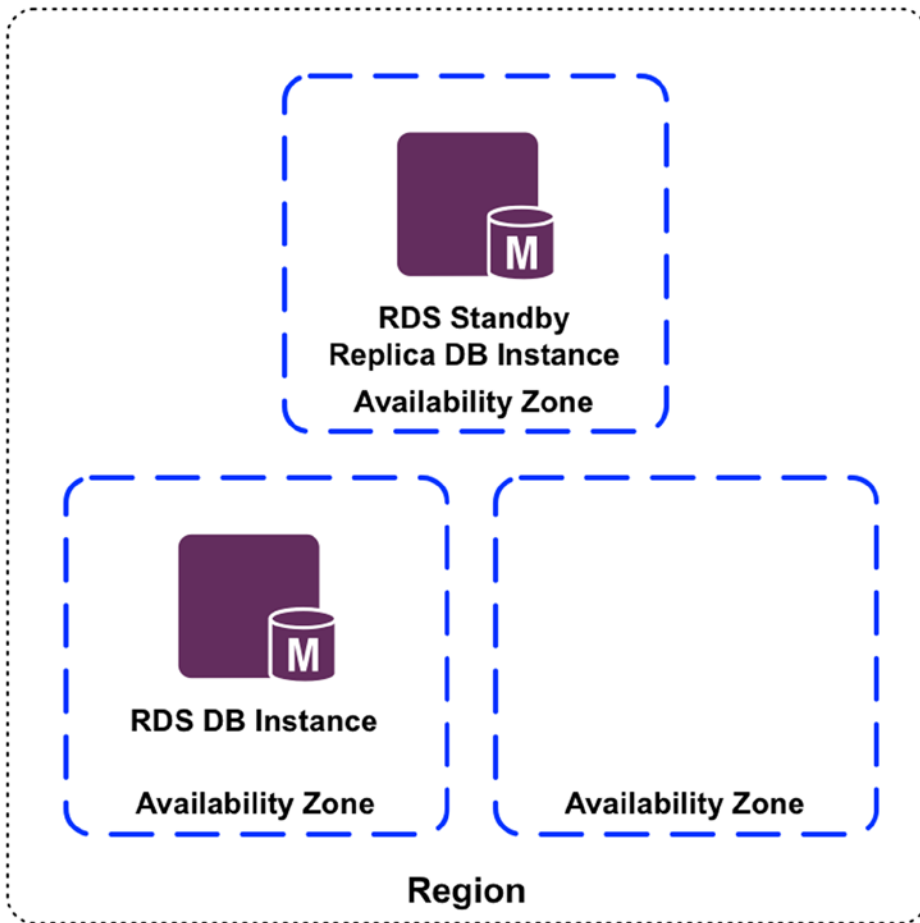 M
RDS Standby
Replica DB Instance
Availability Zone
M
RDS DB Instance
Availability Zone
Availability Zone
Region